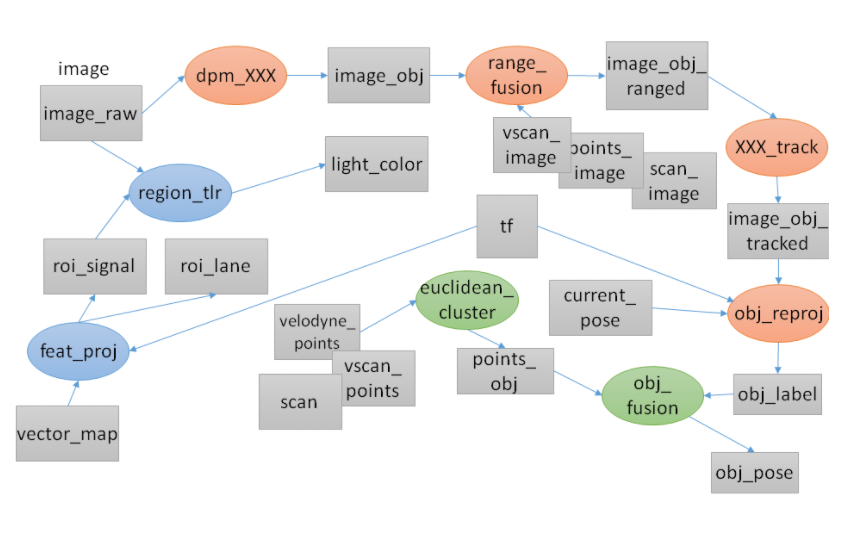 image
image_raw
dpm_XXX
image_obj
range_
fusion
image_obj_
ranged
vscan_
image
points_
image
scan_
image
XXX_track
region_tlr
light_color
image_obj_
tracked
tf
roi_signal
roi_lane
euclidean_
cluster
current_
pose
obj_reproj
velodyne_
points
feat_proj
vscan_
points
scan
points_
obj
obj_
fusion
obj_label
vector_map
obj_pose